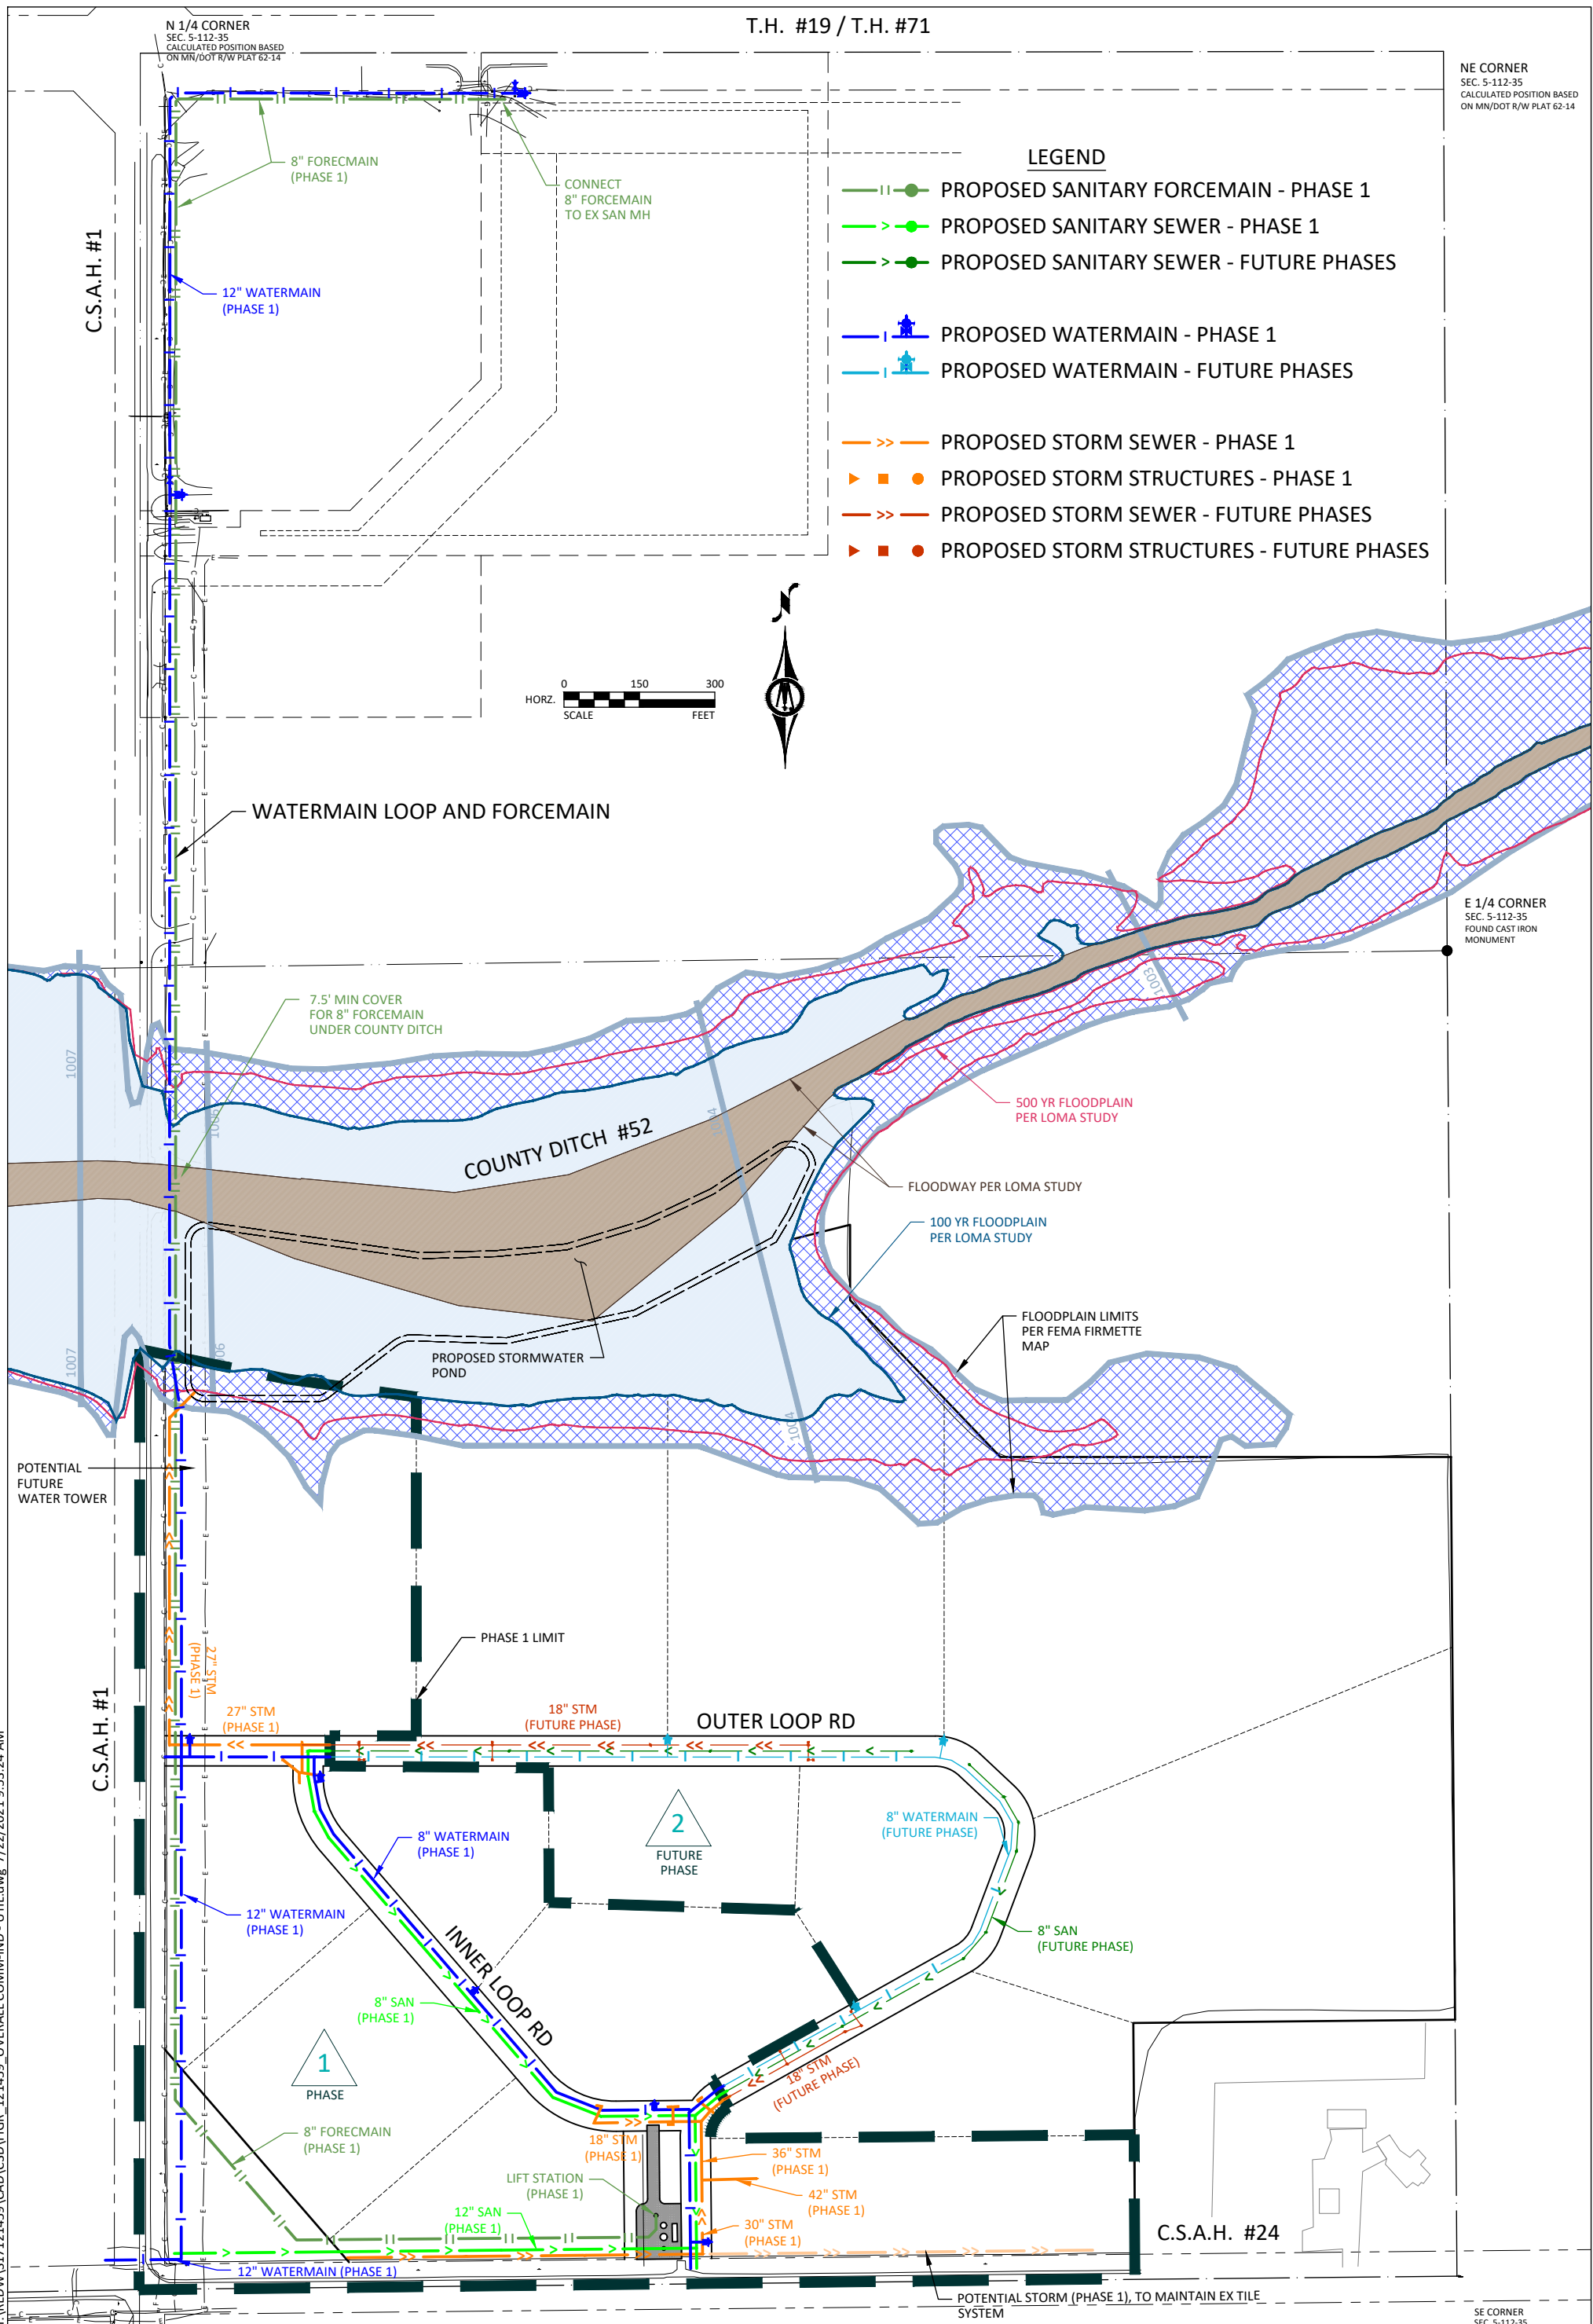 T.H. #19 / T.H. #71
N 1/4 CORNER
SEC. 5-112-35
CALCULATED POSITION BASED
ON MN/DOT R/W PLAT 62-14
NE CORNER
SEC. 5-112-35
CALCULATED POSITION BASED
ON MN/DOT R/W PLAT 62-14
8" FORECMAIN
(PHASE 1)
CONNECT
8" FORCEMAIN
TO EX SAN MH
C.S.A.H. #1
12" WATERMAIN
(PHASE 1)
LEGEND
PROPOSED SANITARY FORCEMAIN - PHASE 1
PROPOSED SANITARY SEWER - PHASE 1
PROPOSED SANITARY SEWER - FUTURE PHASES
PROPOSED WATERMAIN - PHASE 1
PROPOSED WATERMAIN - FUTURE PHASES
PROPOSED STORM SEWER - PHASE 1
PROPOSED STORM STRUCTURES - PHASE 1
PROPOSED STORM SEWER - FUTURE PHASES
PROPOSED STORM STRUCTURES - FUTURE PHASES
N
0 150 300
HORZ.
SCALE FEET
WATERMAIN LOOP AND FORCEMAIN
E 1/4 CORNER
SEC. 5-112-35
FOUND CAST IRON
MONUMENT
1003
7.5' MIN COVER
FOR 8" FORCEMAIN
UNDER COUNTY DITCH
1007
1006
1004
COUNTY DITCH #52
500 YR FLOODPLAIN
PER LOMA STUDY
FLOODWAY PER LOMA STUDY
100 YR FLOODPLAIN
PER LOMA STUDY
FLOODPLAIN LIMITS
PER FEMA FIRMETTE
MAP
PROPOSED STORMWATER
POND
1007
06
1004
POTENTIAL
FUTURE
WATER TOWER
PHASE 1 LIMIT
27" STM
(PHASE 1)
27" STM
(PHASE 1)
18" STM
(FUTURE PHASE)
OUTER LOOP RD
C.S.A.H. #1
8" WATERMAIN
(PHASE 1)
2
FUTURE
PHASE
8" WATERMAIN
(FUTURE PHASE)
12" WATERMAIN
(PHASE 1)
INNER LOOP RD
8" SAN
(FUTURE PHASE)
8" SAN
(PHASE 1)
1
PHASE
18" STM
(FUTURE PHASE)
8" FORECMAIN
(PHASE 1)
18" STM
(PHASE 1)
36" STM
(PHASE 1)
LIFT STATION
(PHASE 1)
42" STM
(PHASE 1)
12" SAN
(PHASE 1)
30" STM
(PHASE 1)
C.S.A.H. #24
12" WATERMAIN (PHASE 1)
POTENTIAL STORM (PHASE 1), TO MAINTAIN EX TILE
SYSTEM
SE CORNER
SEC. 5-112-35